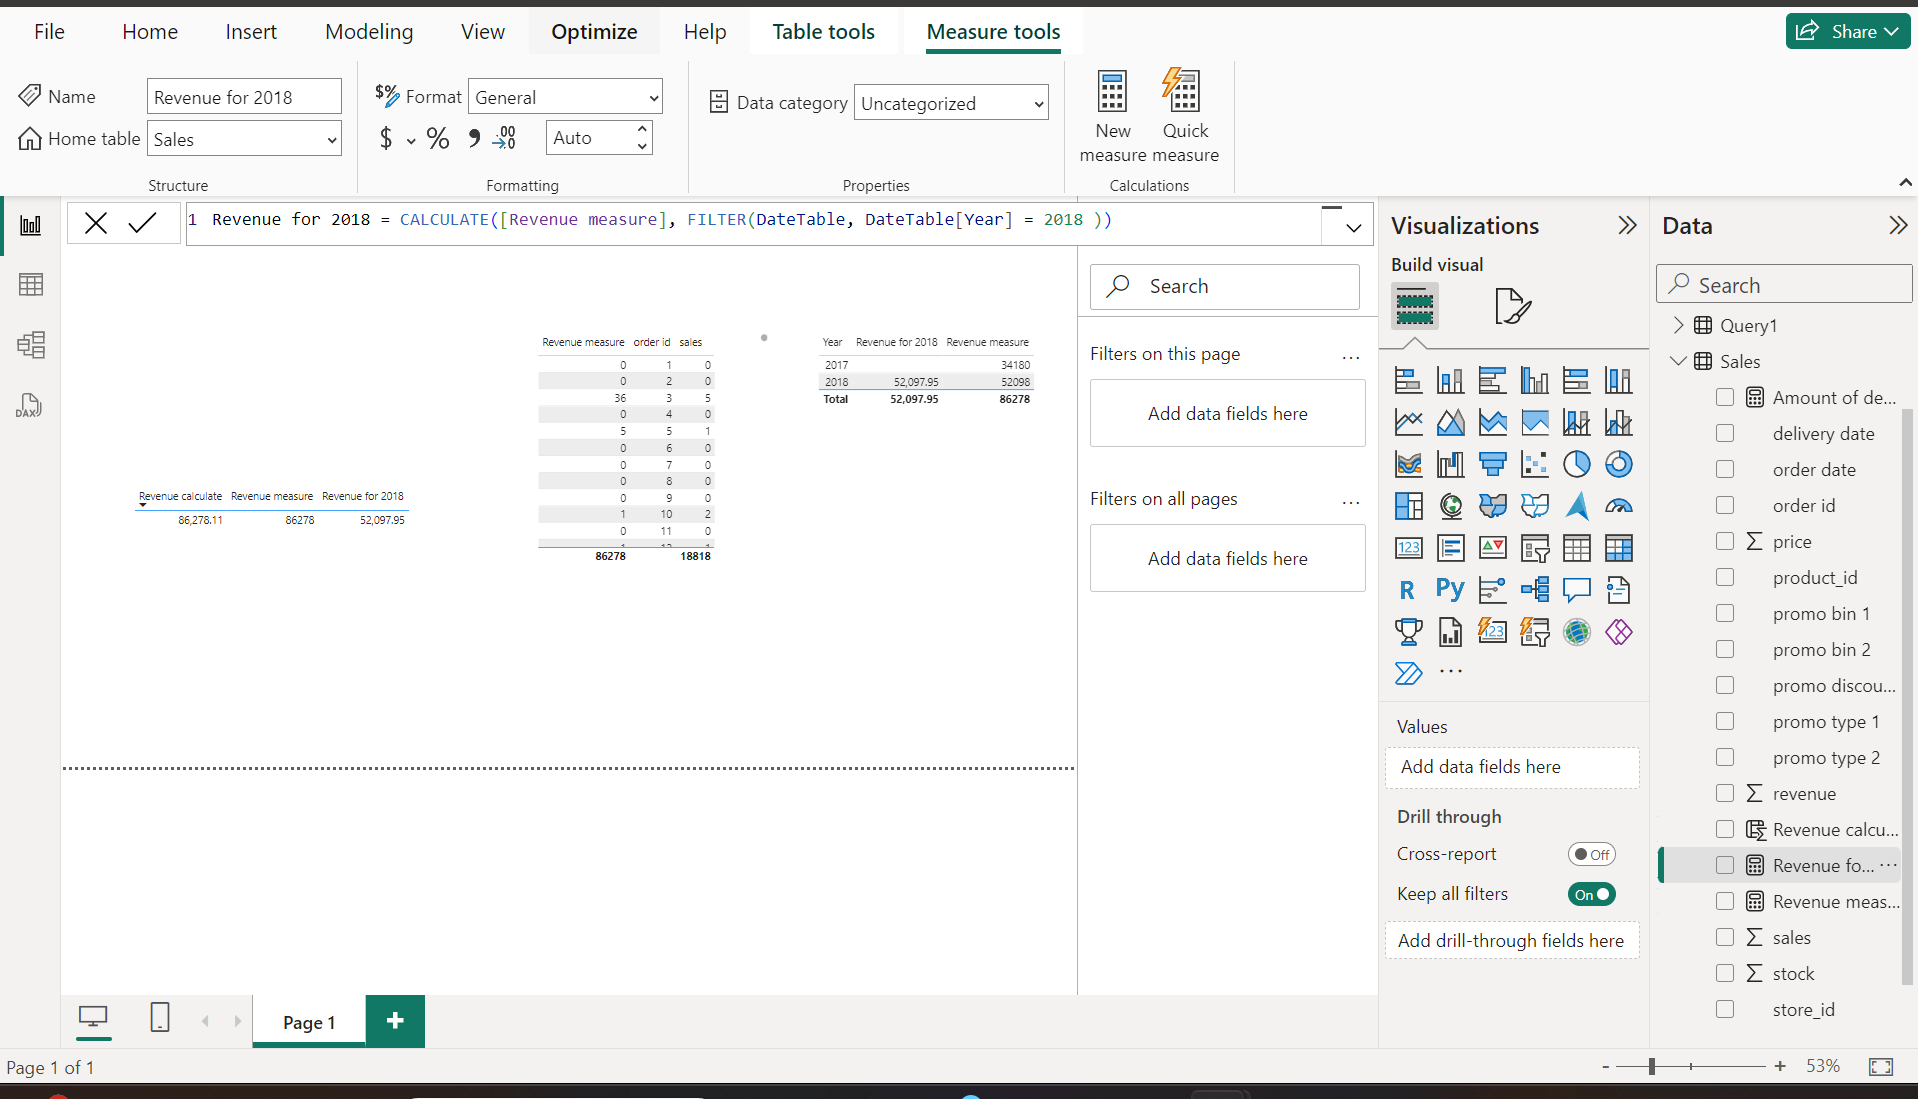 File Home Insert Modeling View Optimize Help Table tools Measure tools Share
Name Revenue for 2018
Home table Sales
Structure
$% Format General
$ % 9 .00 →.0 Auto
Formatting
Data category Uncategorized
Properties
New measure
Quick measure
Calculations
1 Revenue for 2018 = CALCULATE([Revenue measure], FILTER(DateTable, DateTable[Year] = 2018 ))
DAX
Revenue calculate Revenue measure Revenue for 2018
86,278.11 86278 52,097.95
Revenue measure order id sales
0 1 0
0 2 0
36 3 5
0 4 0
5 5 1
0 6 0
0 7 0
0 8 0
0 9 0
1 10 2
0 11 0
86278 18818
Year Revenue for 2018 Revenue measure
2017 34180
2018 52,097.95 52098
Total 52,097.95 86278
Search
Filters on this page ...
Add data fields here
Filters on all pages ...
Add data fields here
Visualizations
Build visual
123
R Py
123
...
Values
Add data fields here
Drill through
Cross-report Off
Keep all filters On
Add drill-through fields here
Data
Search
Query1
Sales
Amount of de...
delivery date
order date
order id
Σ price
product_id
promo bin 1
promo bin 2
promo discou...
promo type 1
promo type 2
Σ revenue
Revenue calcu...
Revenue fo... ...
Revenue meas...
Σ sales
Σ stock
store_id
Page 1 +
Page 1 of 1
- + 53%